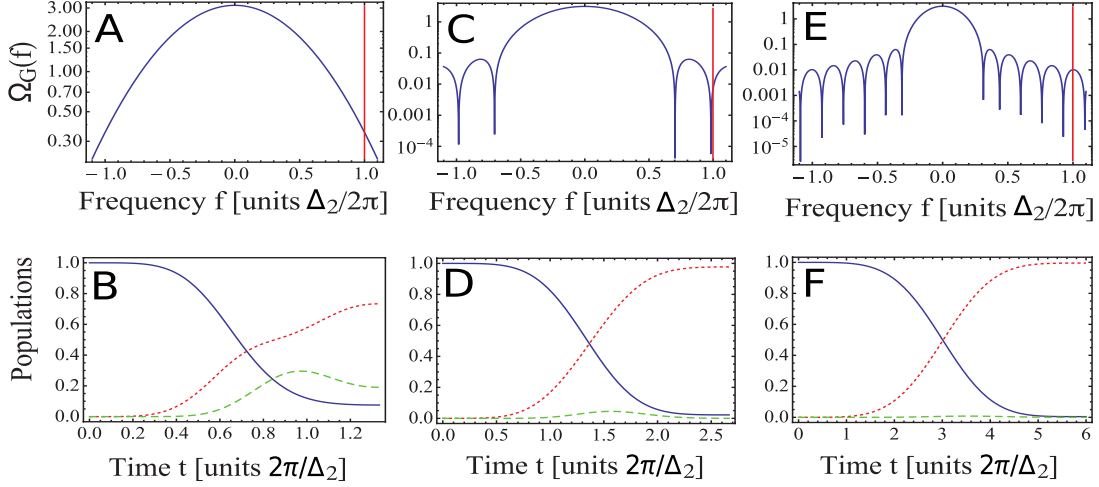 A
Ω_G(f)
3.00
2.00
1.50
1.00
0.70
0.50
0.30
−1.0 −0.5 0.0 0.5 1.0
Frequency f [units Δ₂/2π]
C
1
0.1
0.01
0.001
10⁻⁴
−1.0 −0.5 0.0 0.5 1.0
Frequency f [units Δ₂/2π]
E
1
0.1
0.01
0.001
10⁻⁴
10⁻⁵
−1.0 −0.5 0.0 0.5 1.0
Frequency f [units Δ₂/2π]
B
Populations
1.0
0.8
0.6
0.4
0.2
0.0
0.0 0.2 0.4 0.6 0.8 1.0 1.2
Time t [units 2π/Δ₂]
D
1.0
0.8
0.6
0.4
0.2
0.0
0.0 0.5 1.0 1.5 2.0 2.5
Time t [units 2π/Δ₂]
F
1.0
0.8
0.6
0.4
0.2
0.0
0 1 2 3 4 5 6
Time t [units 2π/Δ₂]